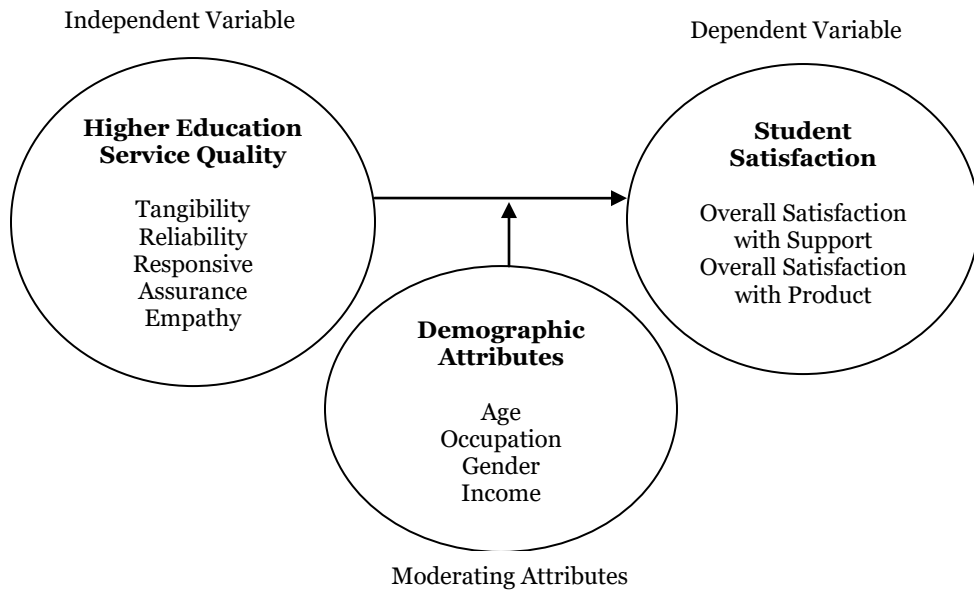 Independent Variable
Dependent Variable
Higher Education
Service Quality
Tangibility
Reliability
Responsive
Assurance
Empathy
Student
Satisfaction
Overall Satisfaction
with Support
Overall Satisfaction
with Product
Demographic
Attributes
Age
Occupation
Gender
Income
Moderating Attributes